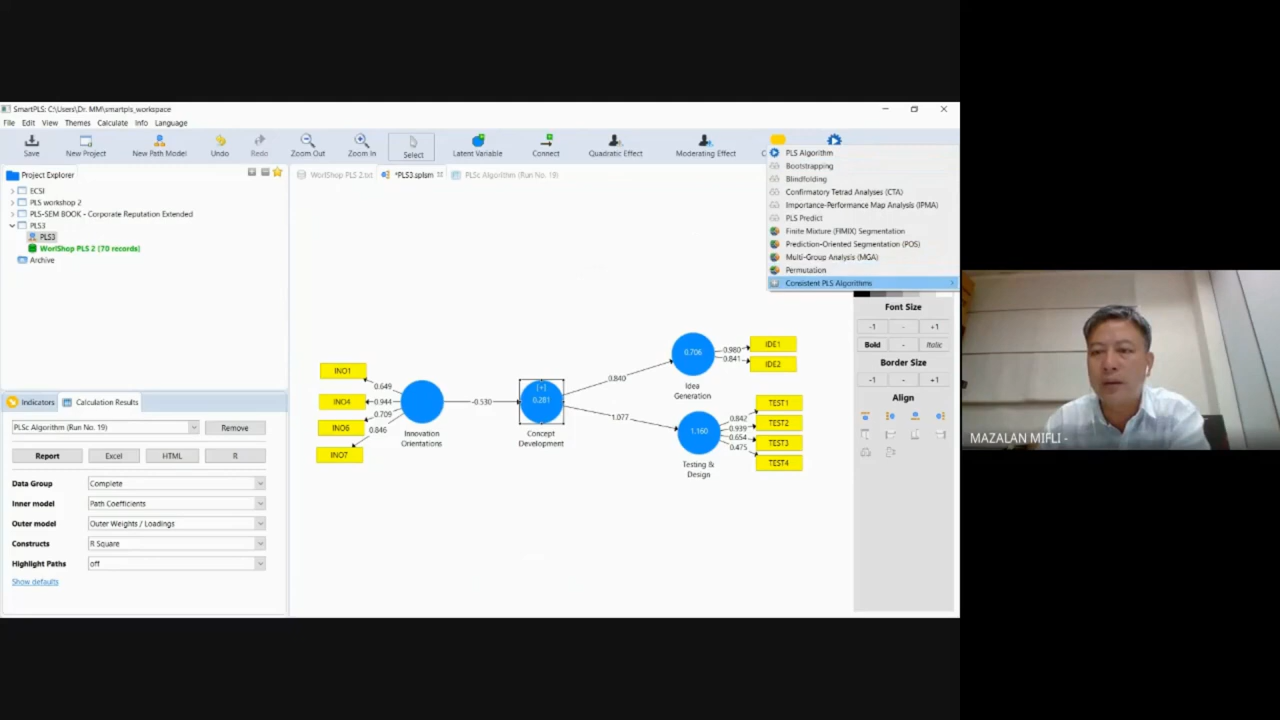 SmartPLS: C:\Users\Dr. MM\smartpls_workspace
File Edit View Themes Calculate Info Language
Save New Project New Path Model Undo Redo Zoom Out Zoom In Select Latent Variable Connect Quadratic Effect Moderating Effect C
Project Explorer
WorlShop PLS 2.txt *PLS3.splsm PLSc Algorithm (Run No. 19)
ECSI
PLS workshop 2
PLS-SEM BOOK - Corporate Reputation Extended
PLS3
PLS3
WorlShop PLS 2 [70 records]
Archive
PLS Algorithm
Bootstrapping
Blindfolding
Confirmatory Tetrad Analyses (CTA)
Importance-Performance Map Analysis (IPMA)
PLS Predict
Finite Mixture (FIMIX) Segmentation
Prediction-Oriented Segmentation (POS)
Multi-Group Analysis (MGA)
Permutation
Consistent PLS Algorithms
Font Size
-1 - +1
Bold - Italic
Border Size
-1 - +1
Align
INO1
INO4
INO6
INO7
0.649
0.944
0.709
0.846
Innovation
Orientations
-0.530
[+]
0.281
Concept
Development
0.840
1.077
0.706
Idea
Generation
0.980
0.841
IDE1
IDE2
1.160
Testing &
Design
0.842
0.939
0.654
0.475
TEST1
TEST2
TEST3
TEST4
Indicators Calculation Results
PLSc Algorithm (Run No. 19) Remove
Report Excel HTML R
Data Group Complete
Inner model Path Coefficients
Outer model Outer Weights / Loadings
Constructs R Square
Highlight Paths off
Show defaults
MAZALAN MIFLI -